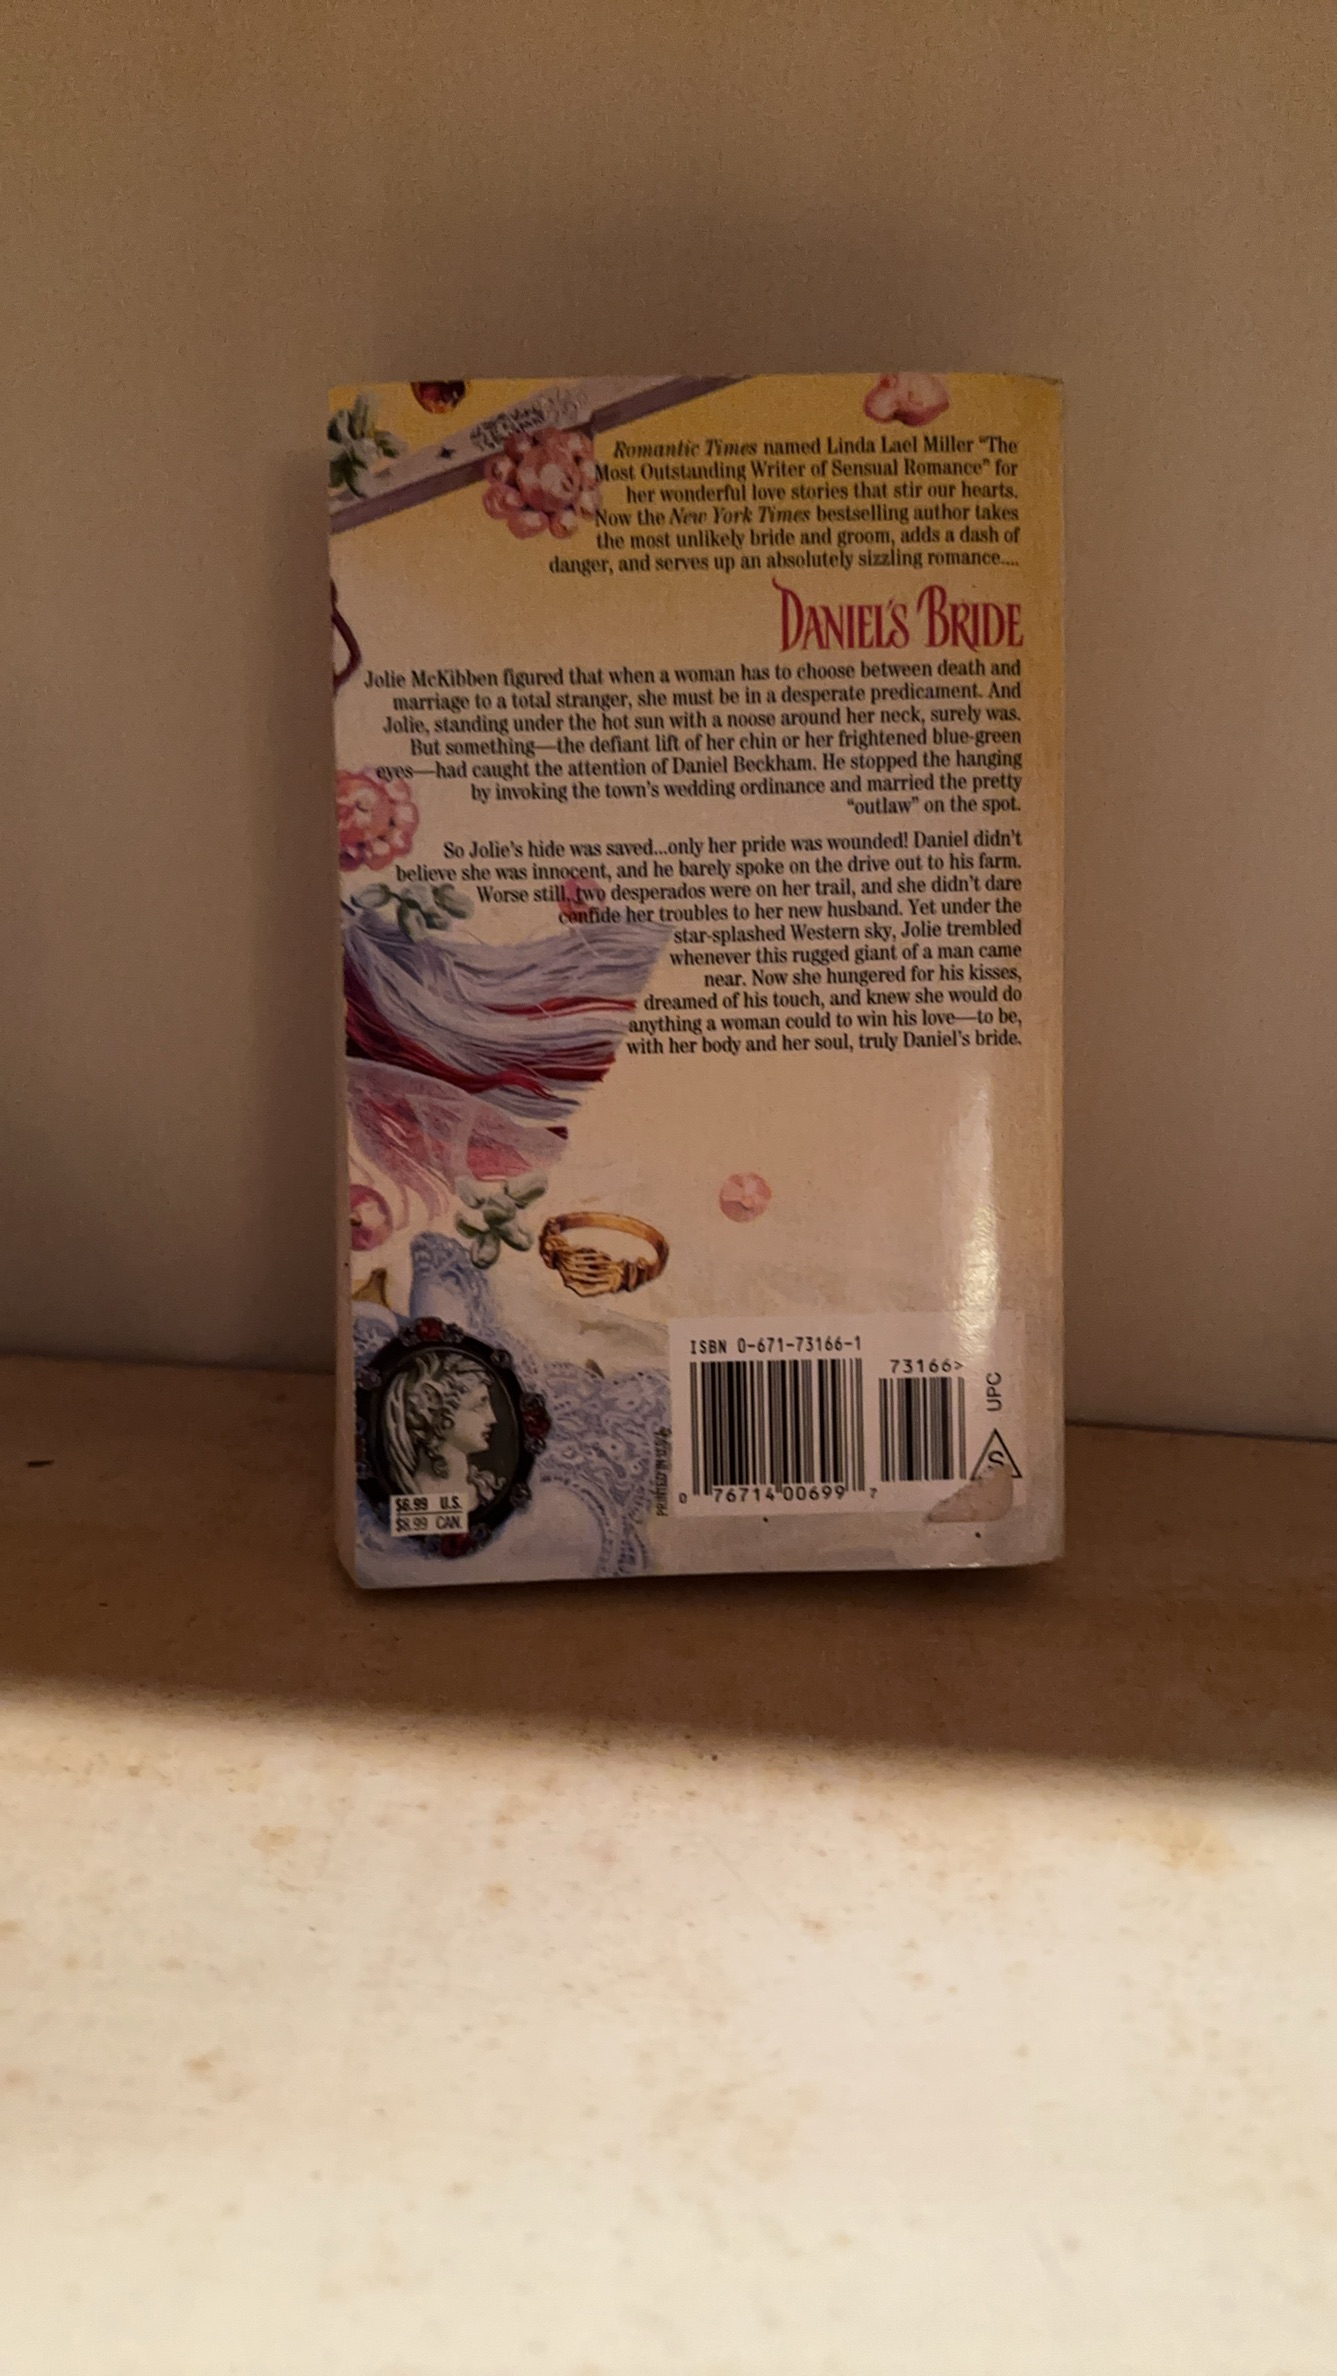 Romantic Times named Linda Lael Miller "The
Most Outstanding Writer of Sensual Romance" for
her wonderful love stories that stir our hearts.
Now the New York Times bestselling author takes
the most unlikely bride and groom, adds a dash of
danger, and serves up an absolutely sizzling romance....
DANIEL'S BRIDE
Jolie McKibben figured that when a woman has to choose between death and
marriage to a total stranger, she must be in a desperate predicament. And
Jolie, standing under the hot sun with a noose around her neck, surely was.
But something—the defiant lift of her chin or her frightened blue-green
eyes—had caught the attention of Daniel Beckham. He stopped the hanging
by invoking the town's wedding ordinance and married the pretty
"outlaw" on the spot.
So Jolie's hide was saved...only her pride was wounded! Daniel didn't
believe she was innocent, and he barely spoke on the drive out to his farm.
Worse still, two desperados were on her trail, and she didn't dare
confide her troubles to her new husband. Yet under the
star-splashed Western sky, Jolie trembled
whenever this rugged giant of a man came
near. Now she hungered for his kisses,
dreamed of his touch, and knew she would do
anything a woman could to win his love—to be,
with her body and her soul, truly Daniel's bride.
ISBN 0-671-73166-1
73166>
UPC
S
0 76714 00699 7
PRINTED IN U.S.A.
$6.99 U.S.
$8.99 CAN.